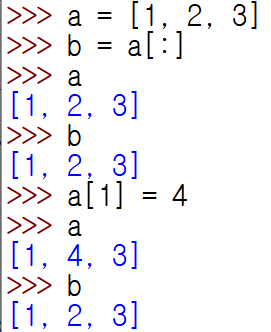 >>> a = [1, 2, 3]
>>> b = a[:]
>>> a
[1, 2, 3]
>>> b
[1, 2, 3]
>>> a[1] = 4
>>> a
[1, 4, 3]
>>> b
[1, 2, 3]